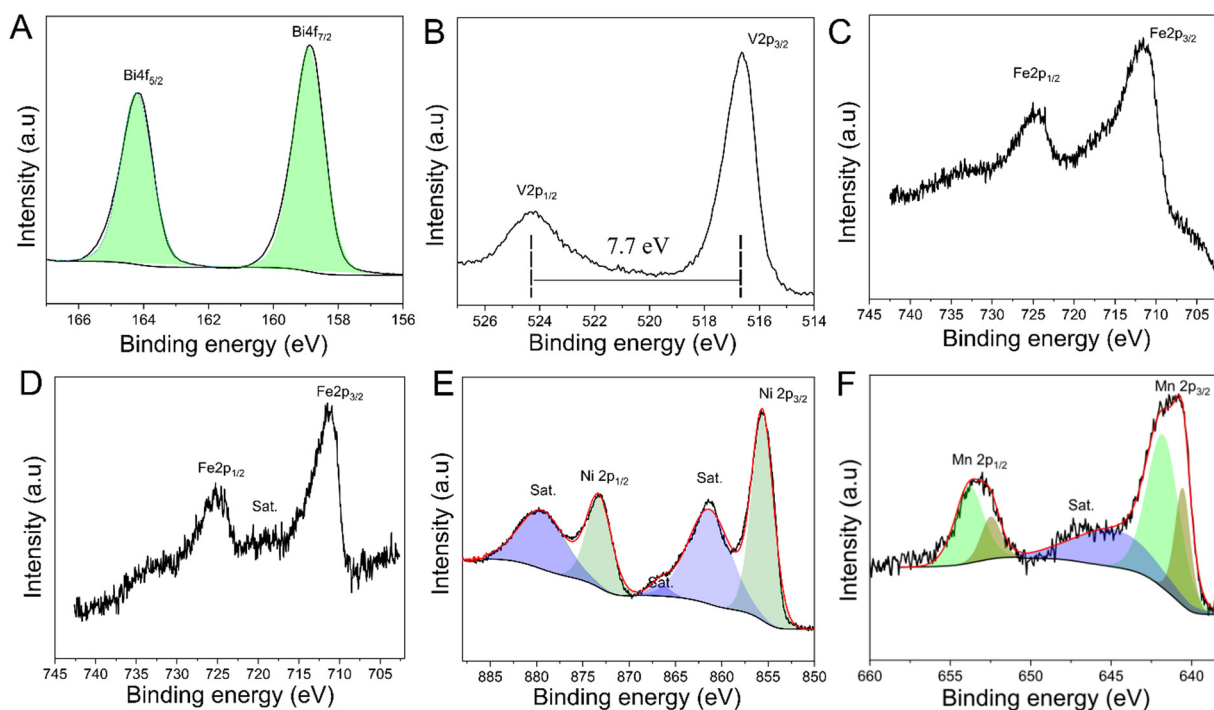 A
Bi4f5/2
Bi4f7/2
Intensity (a.u)
166 164 162 160 158 156
Binding energy (eV)
B
V2p1/2
V2p3/2
7.7 eV
Intensity (a.u)
526 524 522 520 518 516 514
Binding energy (eV)
C
Fe2p1/2
Fe2p3/2
Intensity (a.u)
745 740 735 730 725 720 715 710 705
Binding energy (eV)
D
Fe2p1/2
Sat.
Fe2p3/2
Intensity (a.u)
745 740 735 730 725 720 715 710 705
Binding energy (eV)
E
Sat.
Ni 2p1/2
Sat.
Sat.
Ni 2p3/2
Intensity (a.u)
885 880 875 870 865 860 855 850
Binding energy (eV)
F
Mn 2p1/2
Sat.
Mn 2p3/2
Intensity (a.u)
660 655 650 645 640
Binding energy (eV)